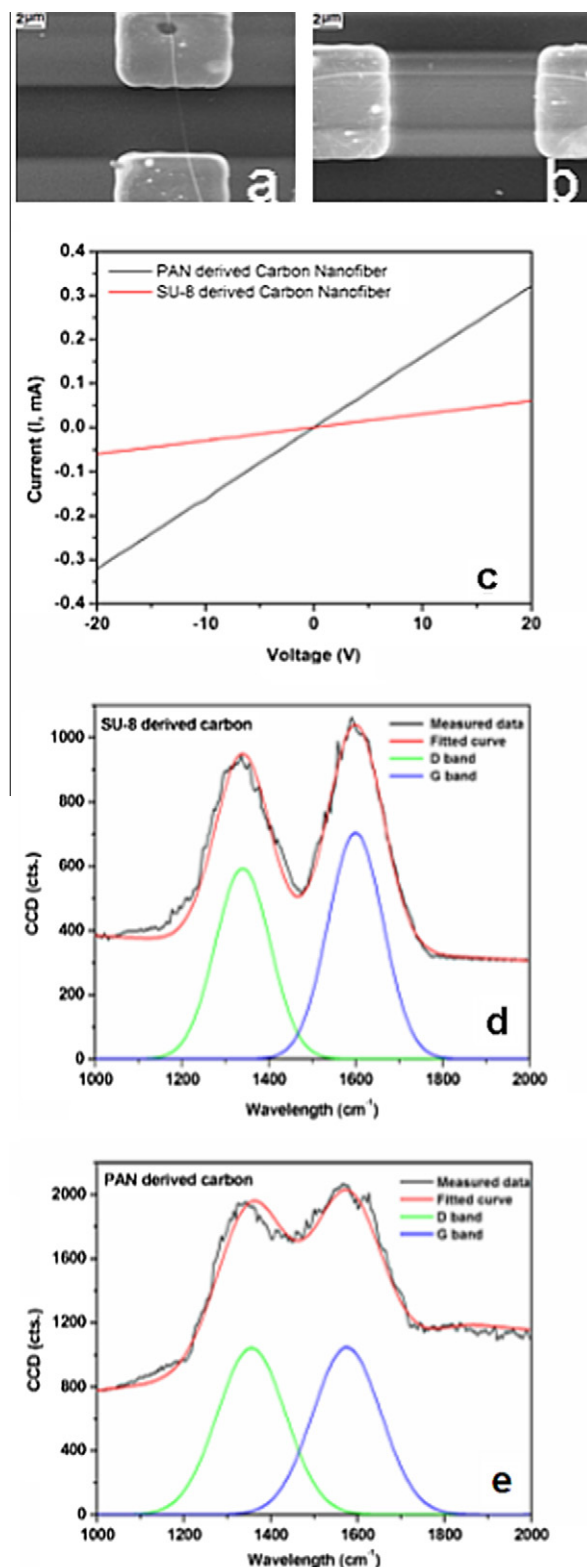 2μm
a
2μm
b
PAN derived Carbon Nanofiber
SU-8 derived Carbon Nanofiber
0.4
0.3
0.2
0.1
0.0
-0.1
-0.2
-0.3
-0.4
Current (I, mA)
c
-20 -10 0 10 20
Voltage (V)
SU-8 derived carbon
Measured data
Fitted curve
D band
G band
1000
800
600
400
200
0
CCD (cts.)
d
1000 1200 1400 1600 1800 2000
Wavelength (cm⁻¹)
PAN derived carbon
Measured data
Fitted curve
D band
G band
2000
1600
1200
800
400
0
CCD (cts.)
e
1000 1200 1400 1600 1800 2000
Wavelength (cm⁻¹)